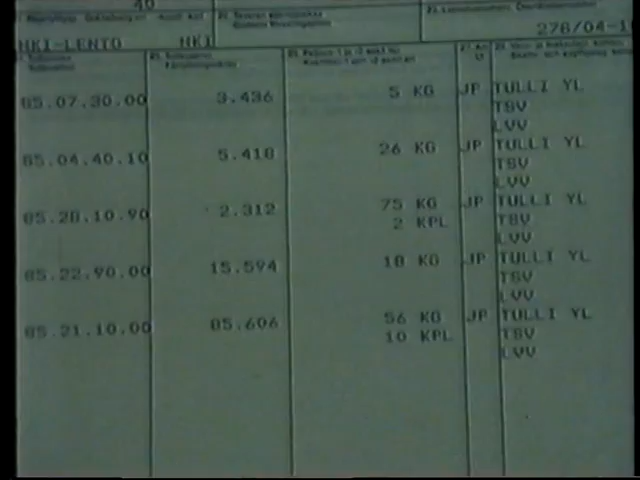 40
278/04-1
HKI-LENTO HKI
85.07.30.00 3.436 5 KG JP TULLI YL
TSV
LVV
85.04.40.10 5.418 26 KG JP TULLI YL
TSV
LVV
85.28.10.90 2.312 75 KG JP TULLI YL
2 KPL TSV
LVV
85.22.90.00 15.594 18 KG JP TULLI YL
TSV
LVV
85.21.10.00 85.606 56 KG JP TULLI YL
10 KPL TSV
LVV